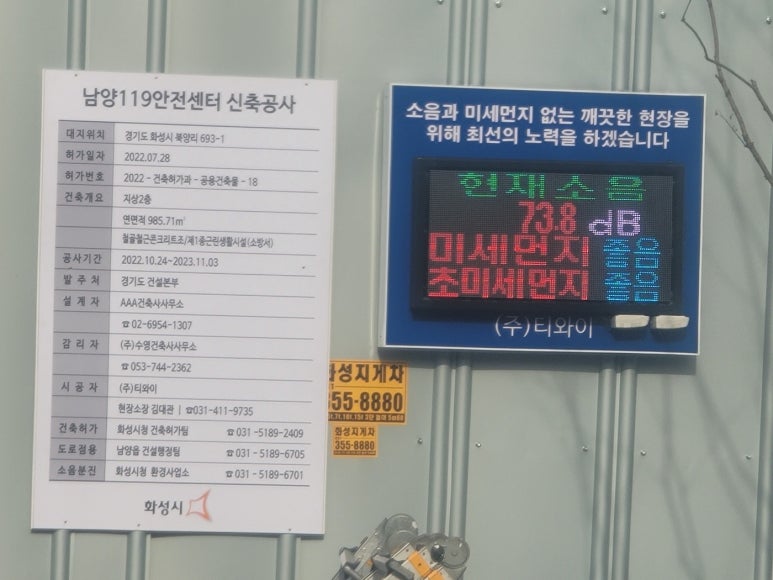 남양119안전센터 신축공사
대지위치 경기도 화성시 북양리 693-1
허가일자 2022.07.28
허가번호 2022 - 건축허가과 - 공용건축물 - 18
건축개요 지상2층
연면적 985.71㎡
철골철근콘크리트조/제1종근린생활시설(소방서)
공사기간 2022.10.24~2023.11.03
발 주 처 경기도 건설본부
설 계 자 AAA건축사사무소
☎ 02-6954-1307
감 리 자 (주)수영건축사사무소
☎ 053-744-2362
시 공 자 (주)티와이
현장소장 김대관 | ☎031-411-9735
건축허가 화성시청 건축허가팀 ☎ 031 - 5189-2409
도로점용 남양읍 건설행정팀 ☎ 031 - 5189-6705
소음분진 화성시청 환경사업소 ☎ 031 - 5189-6701
화성시
소음과 미세먼지 없는 깨끗한 현장을
위해 최선의 노력을 하겠습니다
현재소음
73.8 dB
미세먼지 좋음
초미세먼지 좋음
(주)티와이
화성지게차
355-8880
화성지게차
355-8880